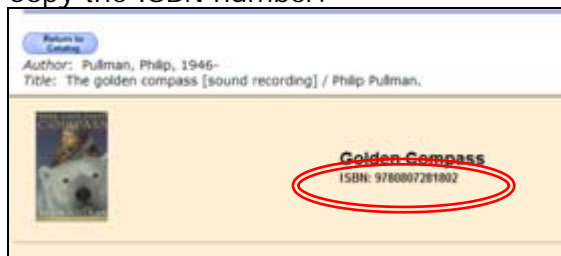 Copy the ISBN number.
Return to
Catalog
Author: Pullman, Philip, 1946-
Title: The golden compass [sound recording] / Philip Pullman.
COMPASS
Golden Compass
ISBN: 9780807281802